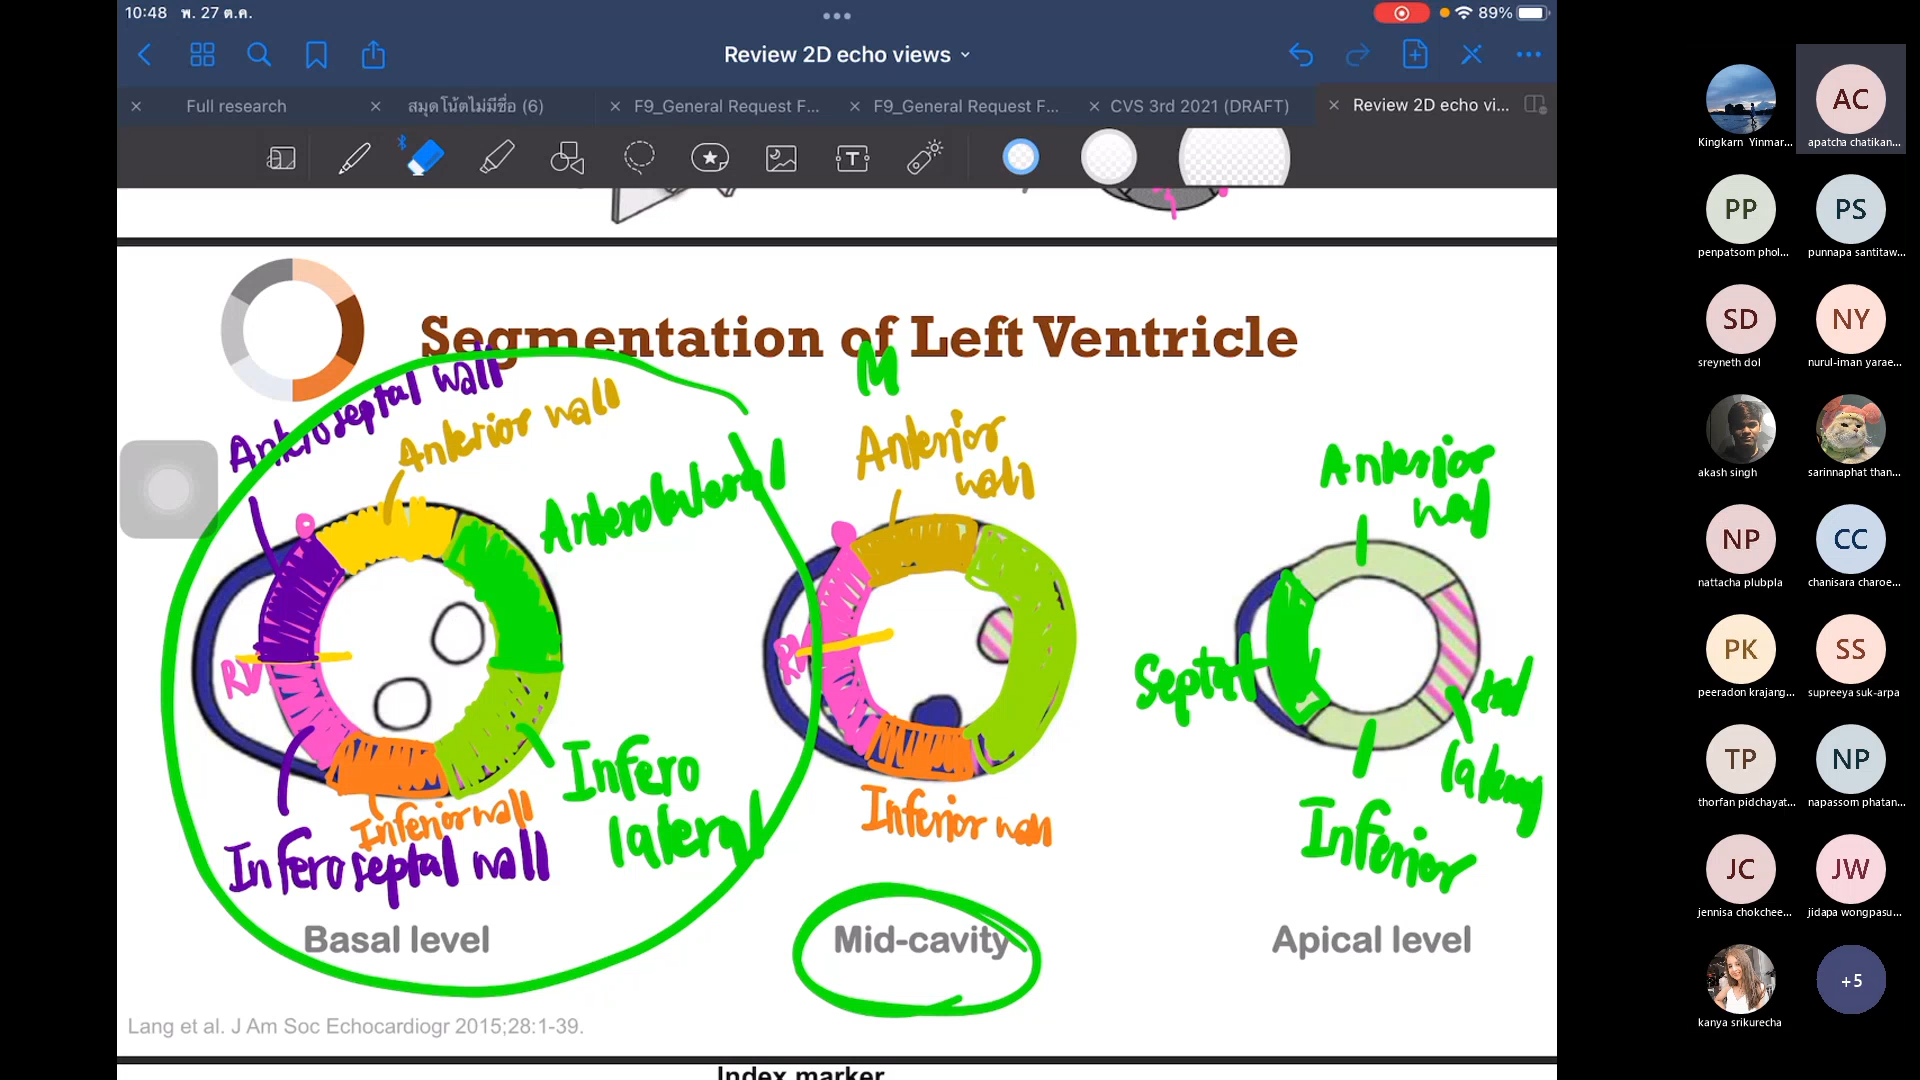 10:48 พ. 27 ต.ค.
89%
Review 2D echo views
Full research
สมุดโน้ตไม่มีชื่อ (6)
F9_General Request F...
F9_General Request F...
CVS 3rd 2021 (DRAFT)
Review 2D echo vi...
T
Segmentation of Left Ventricle
M
Anteroseptal wall
Anterior wall
Anterolateral
Anterior
wall
Anterior
wall
RV
RV
Septal
Infero
lateral
lateral
Inferior wall
Inferoseptal wall
Inferior wall
Inferior
Basal level
Mid-cavity
Apical level
Lang et al. J Am Soc Echocardiogr 2015;28:1-39.
Index marker
Kingkarn Yinmar...
AC
apatcha chatikan...
PP
penpatsorn phol...
PS
punnapa santitaw...
SD
sreyneth dol
NY
nurul-iman yarae...
akash singh
sarinnaphat than...
NP
nattacha plubpla
CC
chanisara charoe...
PK
peeradon krajang...
SS
supreeya suk-arpa
TP
thorfan pidchayat...
NP
napassorn phatan...
JC
jennisa chokchee...
JW
jidapa wongpasu...
kanya srikurecha
+5